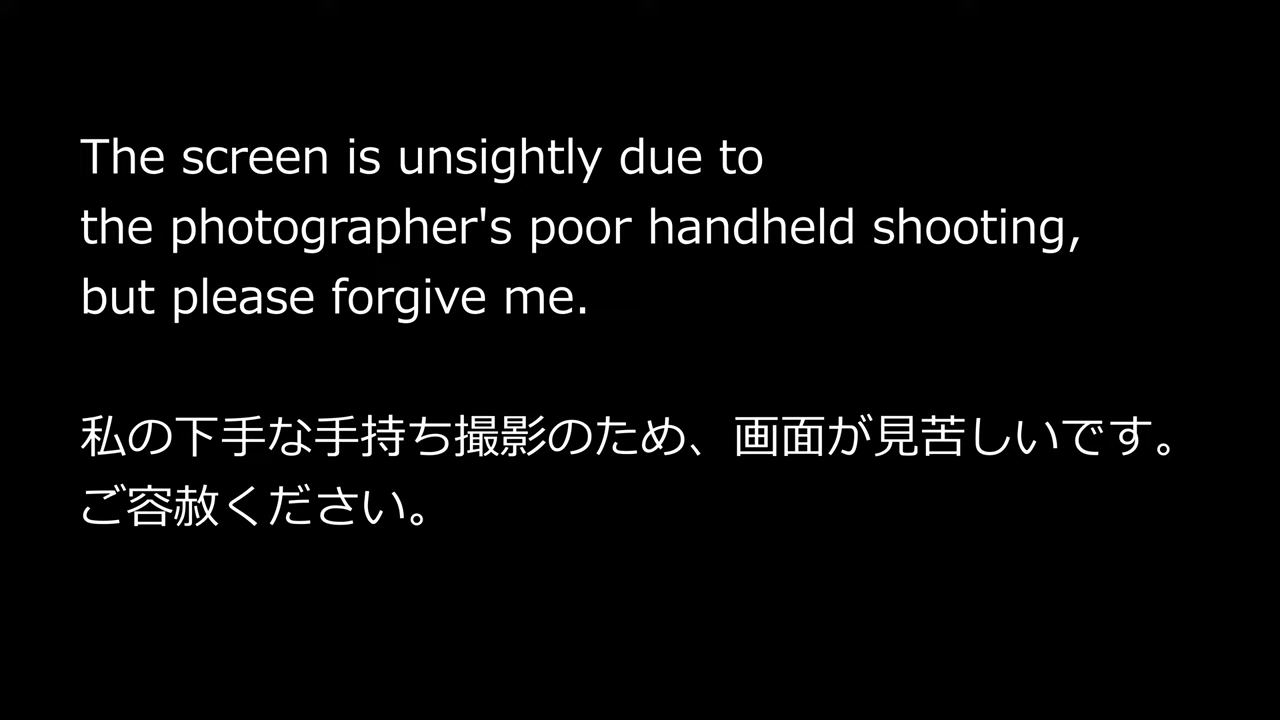 The screen is unsightly due to
the photographer's poor handheld shooting,
but please forgive me.
私の下手な手持ち撮影のため、画面が見苦しいです。
ご容赦ください。